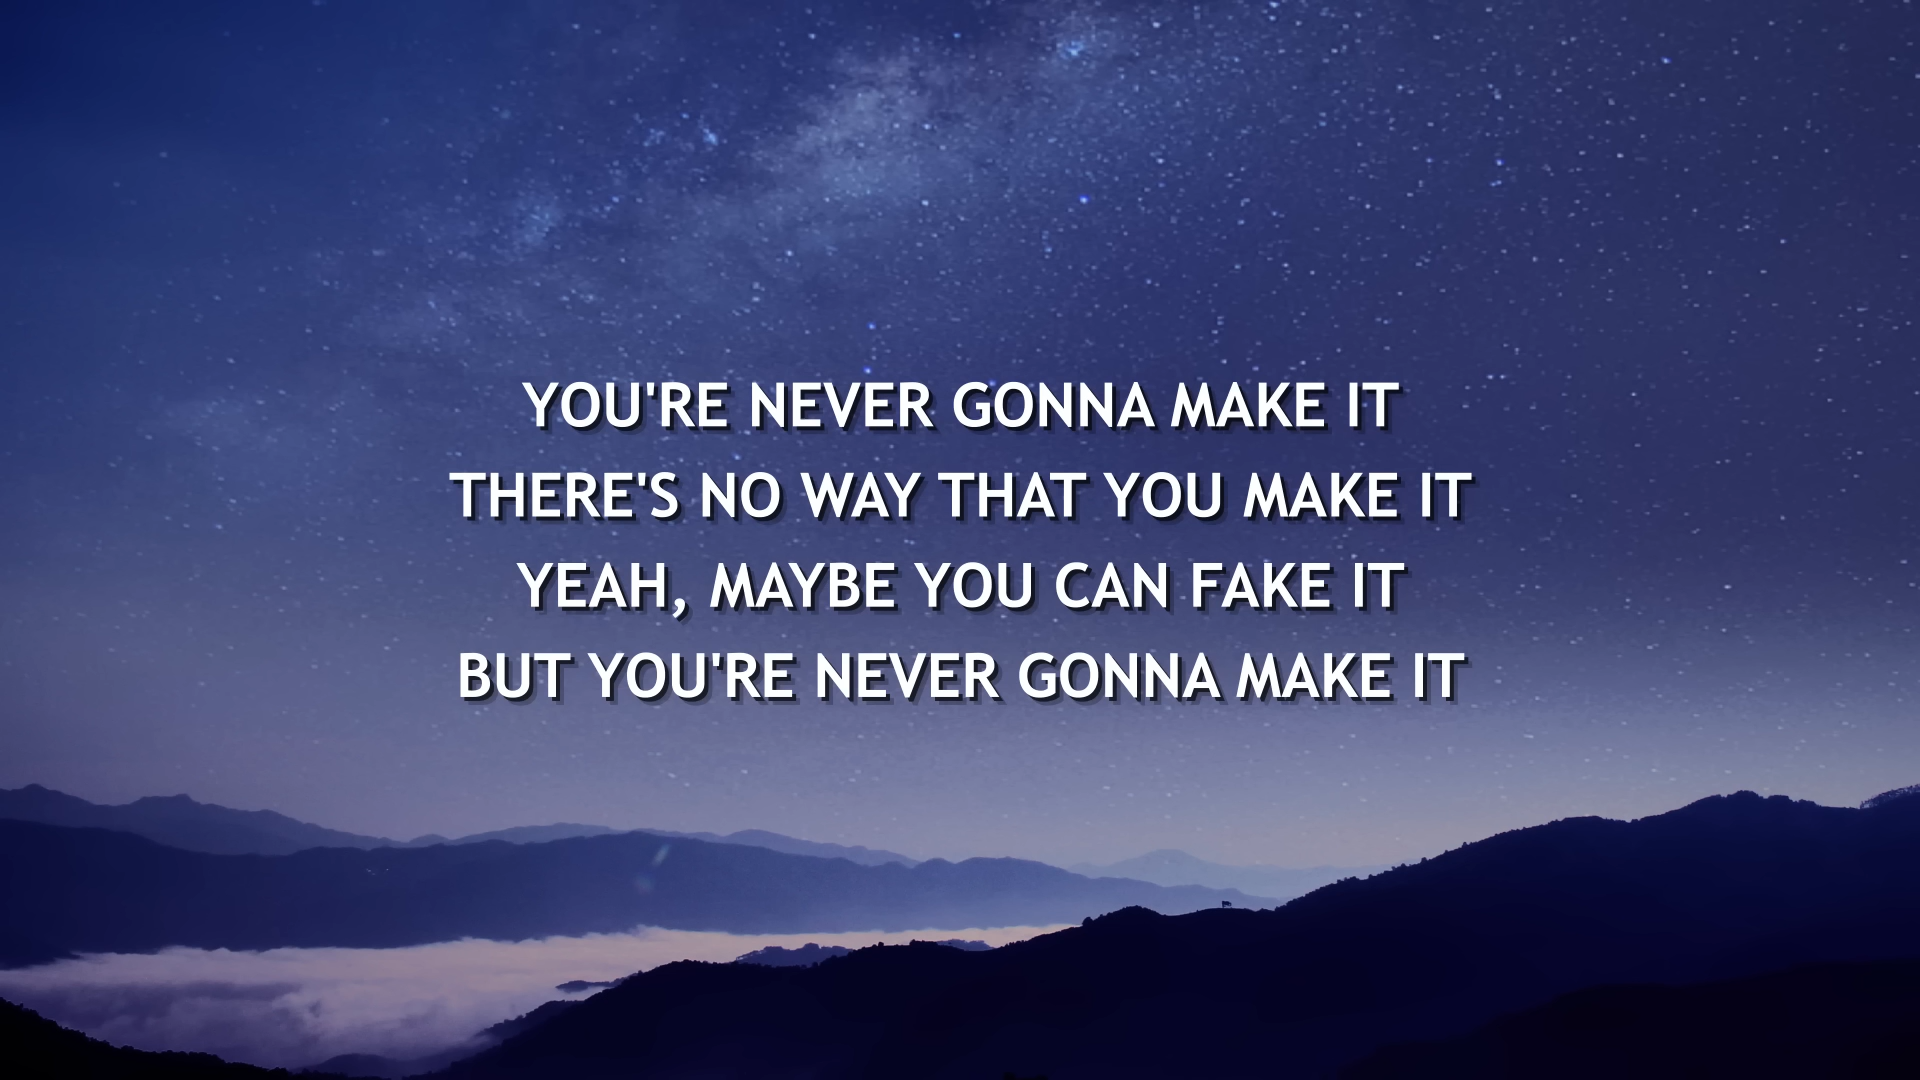 YOU'RE NEVER GONNA MAKE IT
THERE'S NO WAY THAT YOU MAKE IT
YEAH, MAYBE YOU CAN FAKE IT
BUT YOU'RE NEVER GONNA MAKE IT